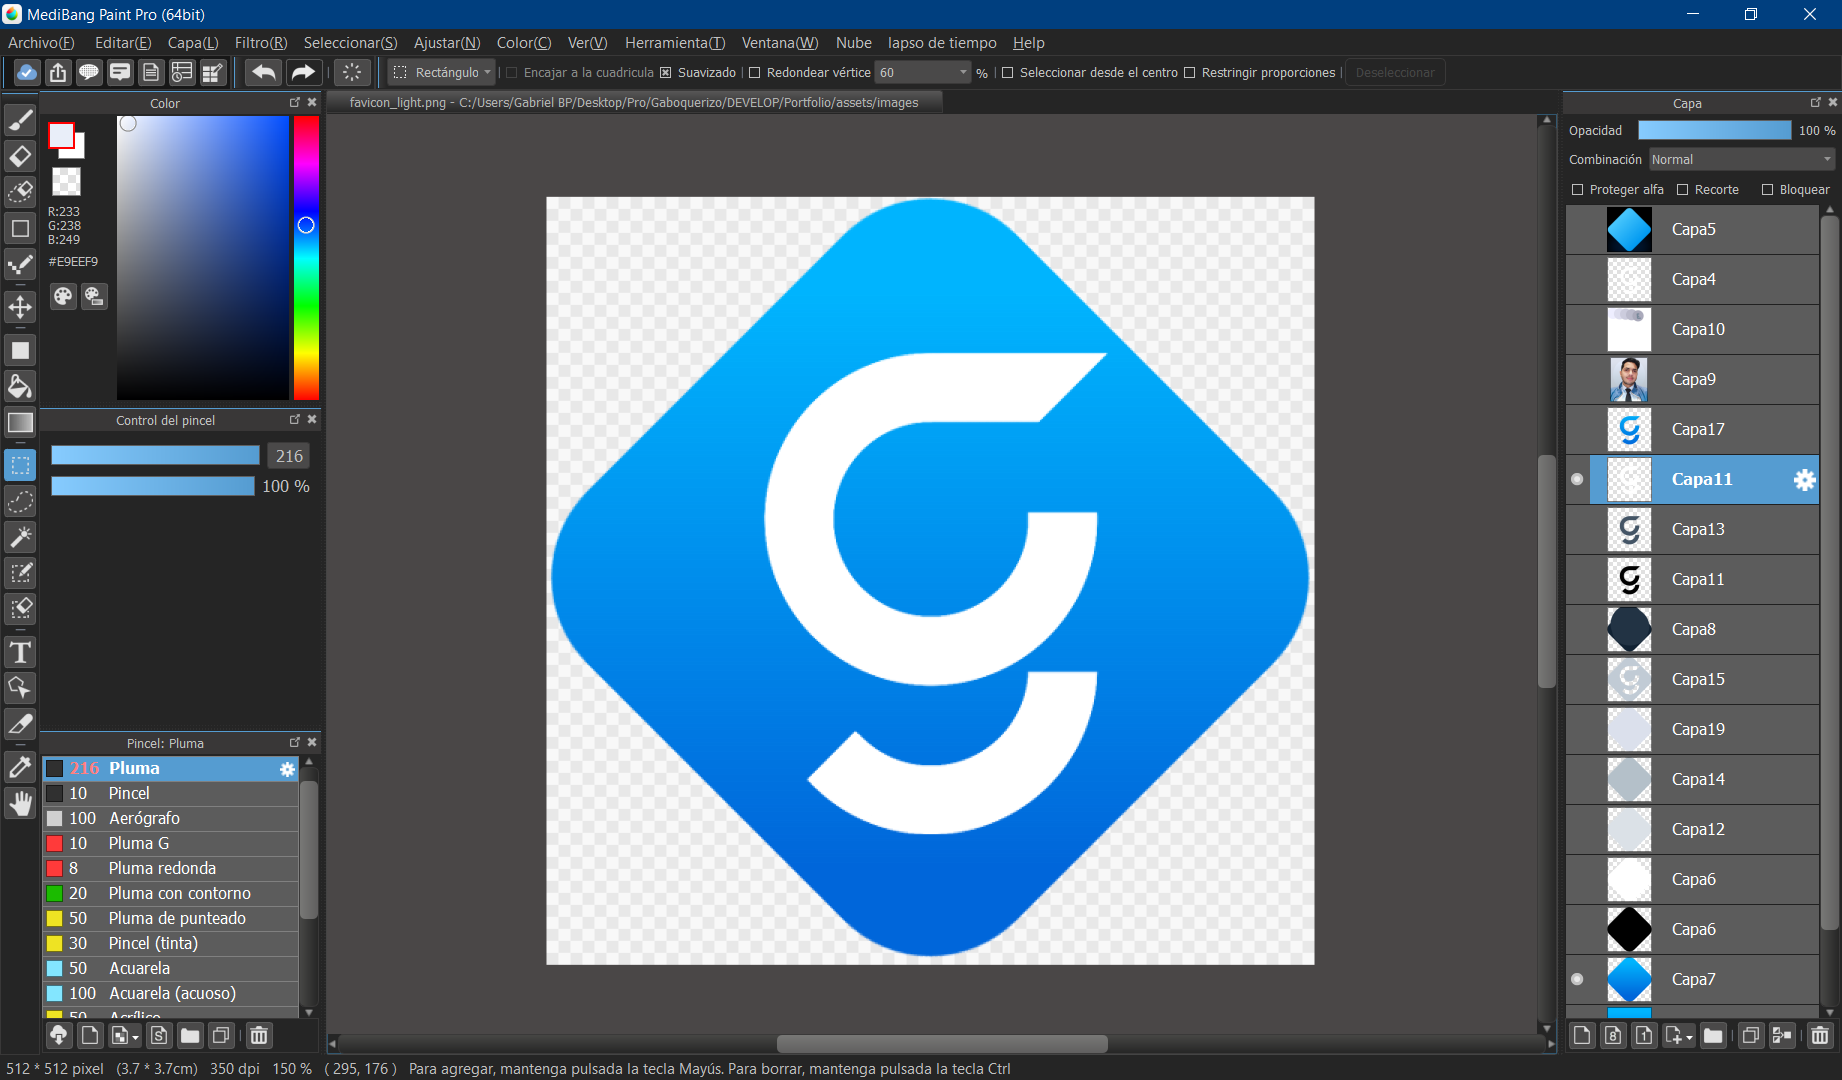 MediBang Paint Pro (64bit)
Archivo(F) Editar(E) Capa(L) Filtro(R) Seleccionar(S) Ajustar(N) Color(C) Ver(V) Herramienta(T) Ventana(W) Nube lapso de tiempo Help
Rectángulo Encajar a la cuadricula Suavizado Redondear vértice 60 % Seleccionar desde el centro Restringir proporciones Deseleccionar
Color
favicon_light.png - C:/Users/Gabriel BP/Desktop/Pro/Gaboquerizo/DEVELOP/Portfolio/assets/images
R:233
G:238
B:249
#E9EEF9
Control del pincel
216
100 %
Pincel: Pluma
216 Pluma
10 Pincel
100 Aerógrafo
10 Pluma G
8 Pluma redonda
20 Pluma con contorno
50 Pluma de punteado
30 Pincel (tinta)
50 Acuarela
100 Acuarela (acuoso)
50 Acrílico
Capa
Opacidad 100 %
Combinación Normal
Proteger alfa Recorte Bloquear
Capa5
Capa4
Capa10
Capa9
Capa17
Capa11
Capa13
Capa11
Capa8
Capa15
Capa19
Capa14
Capa12
Capa6
Capa6
Capa7
512 * 512 pixel (3.7 * 3.7cm) 350 dpi 150 % ( 295, 176 ) Para agregar, mantenga pulsada la tecla Mayús. Para borrar, mantenga pulsada la tecla Ctrl